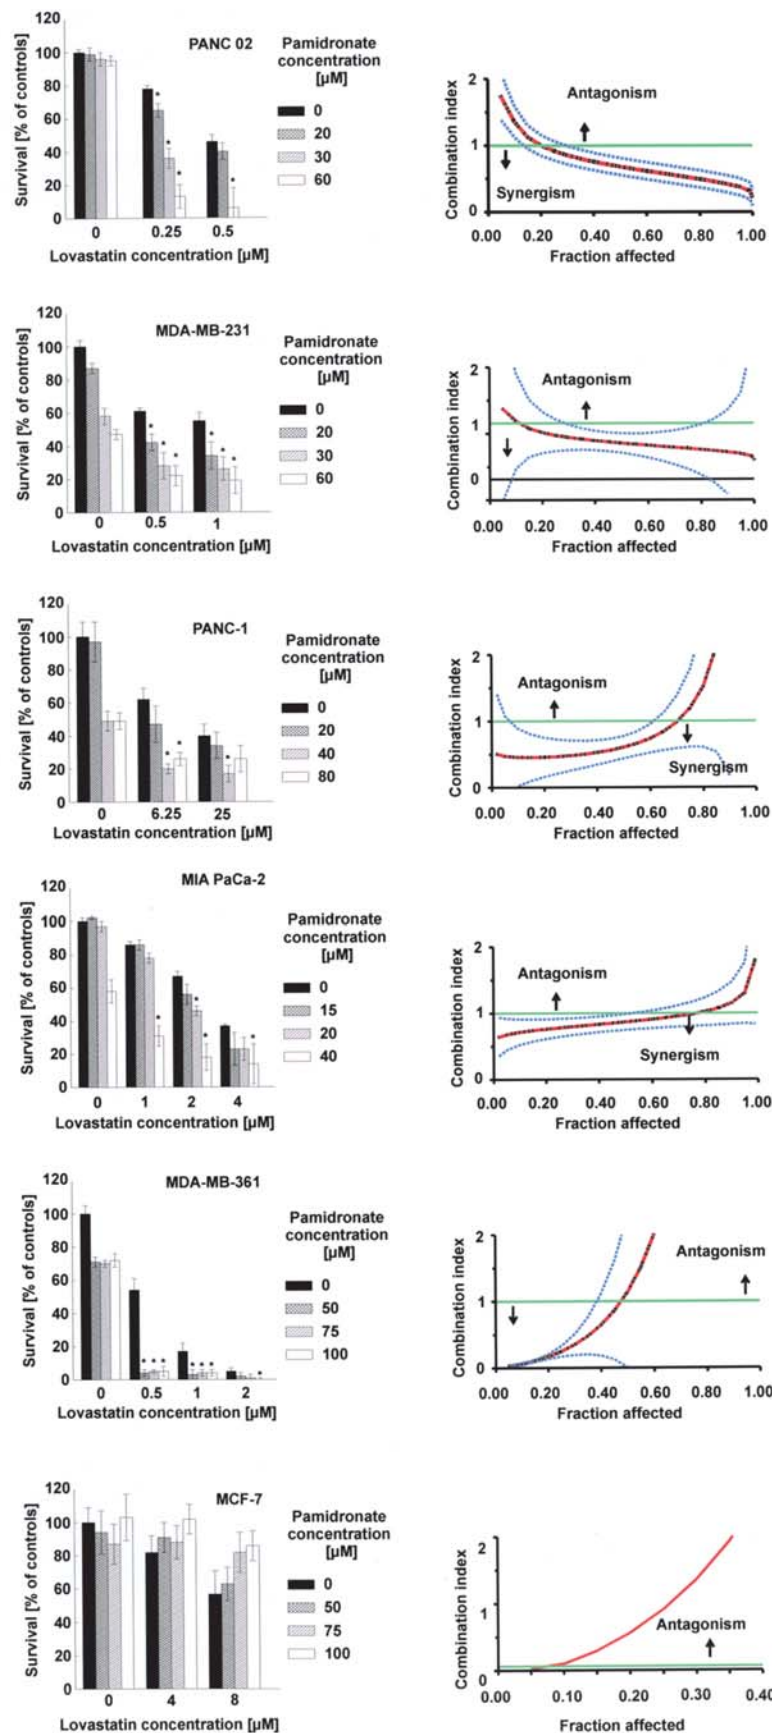 PANC 02
Survival [% of controls]
120
100
80
60
40
20
0
0
0.25
0.5
* * *
*
Lovastatin concentration [µM]
Pamidronate
concentration
[µM]
0
20
30
60
Combination index
2
1
0
Antagonism
Synergism
0.00 0.20 0.40 0.60 0.80 1.00
Fraction affected
MDA-MB-231
Survival [% of controls]
120
100
80
60
40
20
0
* * *
* * *
0
0.5
1
Lovastatin concentration [µM]
Pamidronate
concentration
[µM]
0
20
30
60
Combination index
2
1
0
Antagonism
0.00 0.20 0.40 0.60 0.80 1.00
Fraction affected
PANC-1
Survival [% of controls]
120
100
80
60
40
20
0
* *
*
0
6.25
25
Lovastatin concentration [µM]
Pamidronate
concentration
[µM]
0
20
40
80
Combination index
2
1
0
Antagonism
Synergism
0.00 0.20 0.40 0.60 0.80 1.00
Fraction affected
MIA PaCa-2
Survival [% of controls]
120
100
80
60
40
20
0
*
* *
*
0
1
2
4
Lovastatin concentration [µM]
Pamidronate
concentration
[µM]
0
15
20
40
Combination index
2
1
0
Antagonism
Synergism
0.00 0.20 0.40 0.60 0.80 1.00
Fraction affected
MDA-MB-361
Survival [% of controls]
120
100
80
60
40
20
0
* * *
* * *
*
0
0.5
1
2
Lovastatin concentration [µM]
Pamidronate
concentration
[µM]
0
50
75
100
Combination index
2
1
0
Antagonism
0.00 0.20 0.40 0.60 0.80 1.00
Fraction affected
MCF-7
Survival [% of controls]
120
100
80
60
40
20
0
0
4
8
Lovastatin concentration [µM]
Pamidronate
concentration
[µM]
0
50
75
100
Combination index
2
1
0
Antagonism
0.00 0.10 0.20 0.30 0.40
Fraction affected